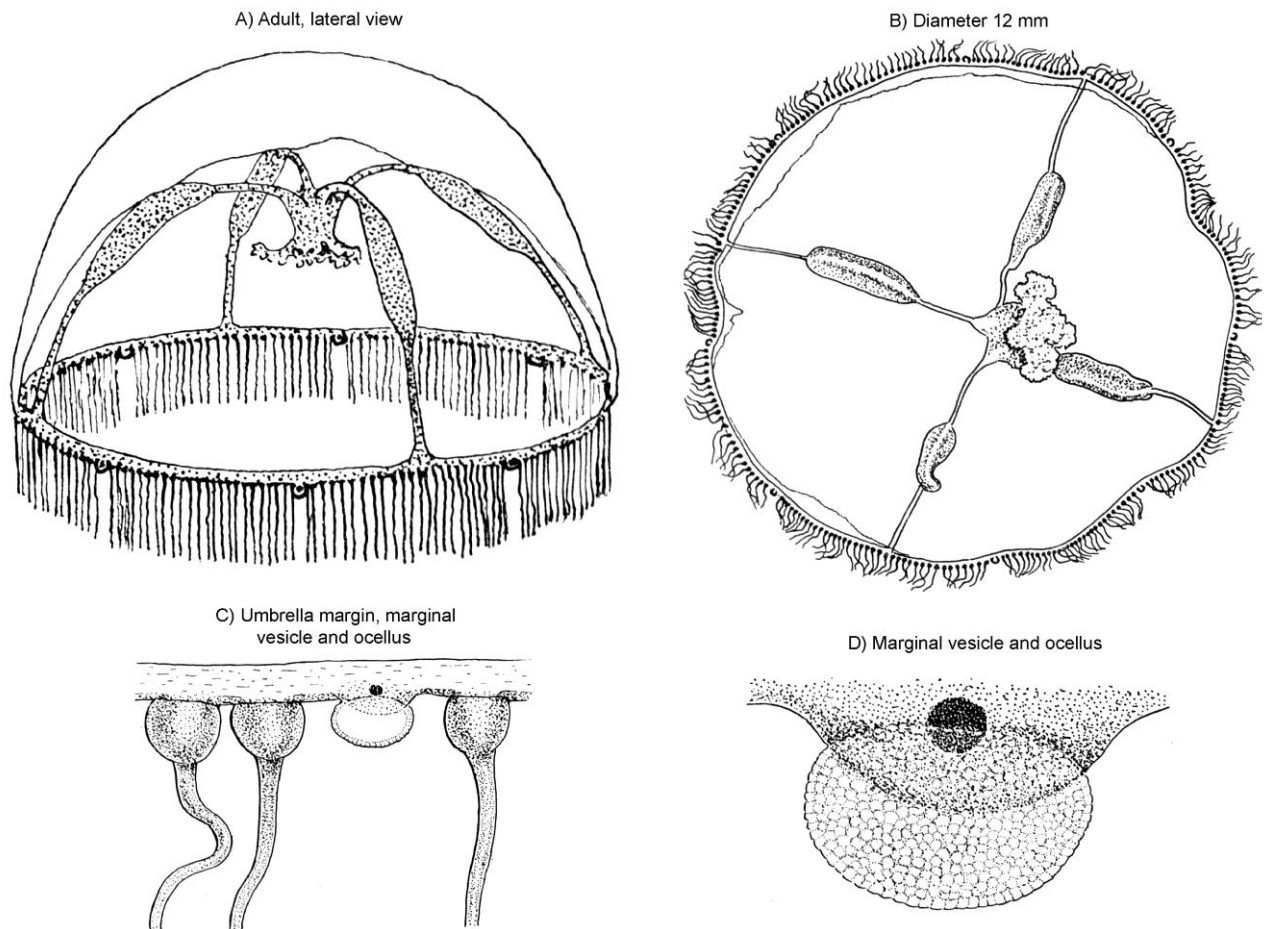 A) Adult, lateral view
B) Diameter 12 mm
C) Umbrella margin, marginal
vesicle and ocellus
D) Marginal vesicle and ocellus